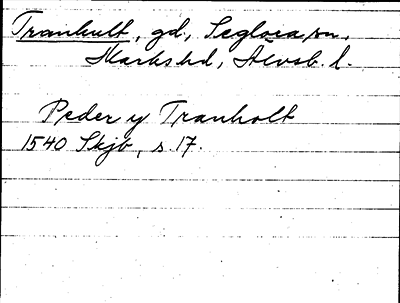 Tranhult, gd, Seglora sn,
Marks hd, Älvsb. l.
Peder y Tranholt
1540 Skjb, s. 17.